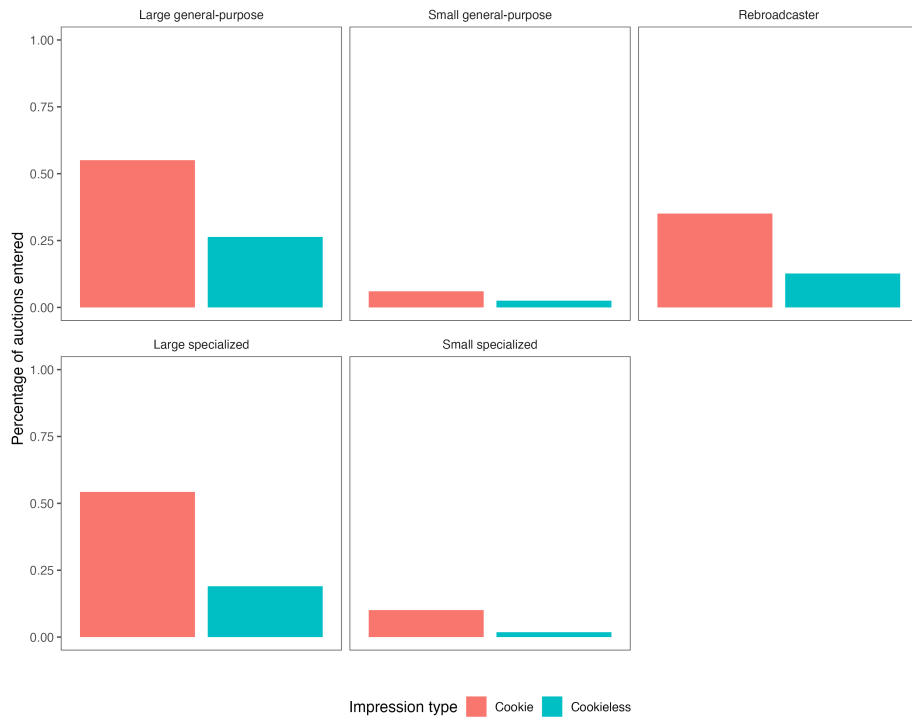 Large general-purpose
Small general-purpose
Rebroadcaster
1.00
0.75
0.50
0.25
0.00
Large specialized
Small specialized
1.00
0.75
0.50
0.25
0.00
Percentage of auctions entered
Impression type Cookie Cookieless